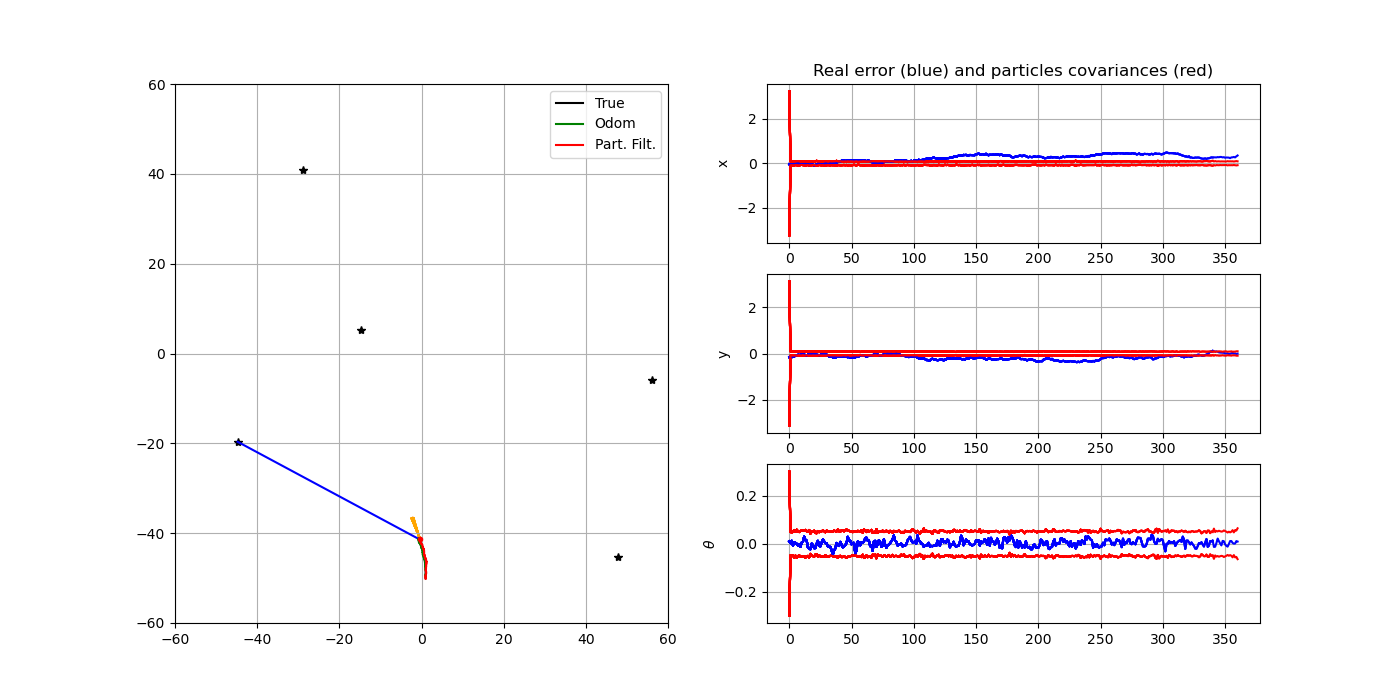 60
40
20
0
−20
−40
−60
−60 −40 −20 0 20 40 60
True
Odom
Part. Filt.
Real error (blue) and particles covariances (red)
x
2
0
−2
0 50 100 150 200 250 300 350
y
2
0
−2
0 50 100 150 200 250 300 350
θ
0.2
0.0
−0.2
0 50 100 150 200 250 300 350